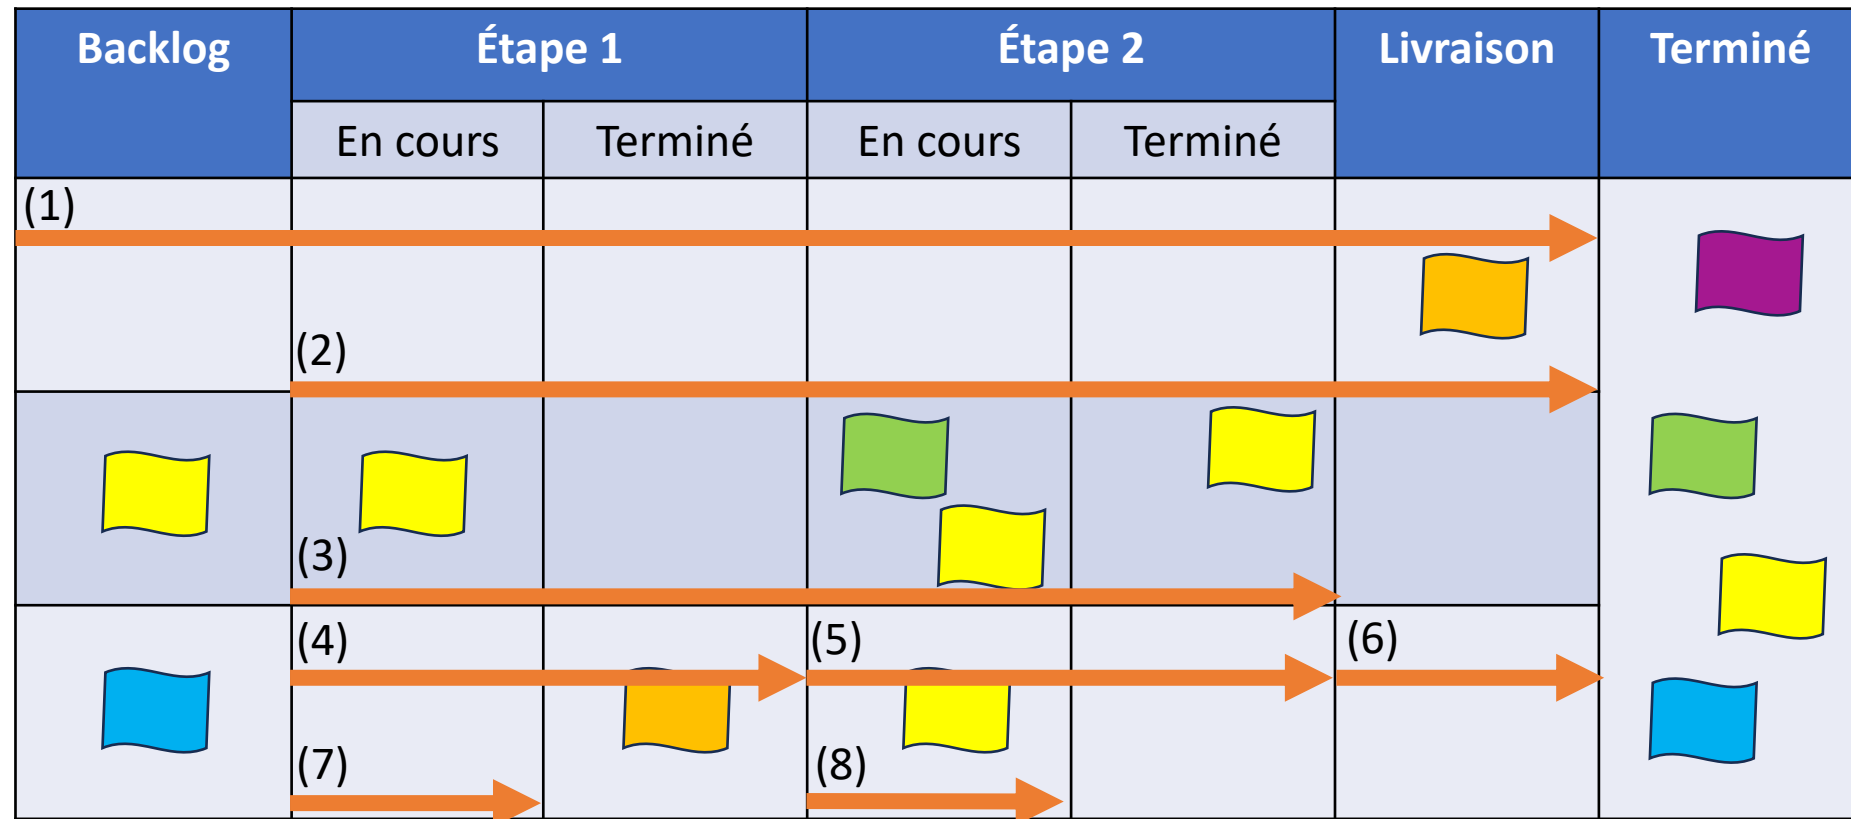 Backlog
Étape 1
Étape 2
Livraison
Terminé
En cours
Terminé
En cours
Terminé
(1)
(2)
(3)
(4)
(5)
(6)
(7)
(8)